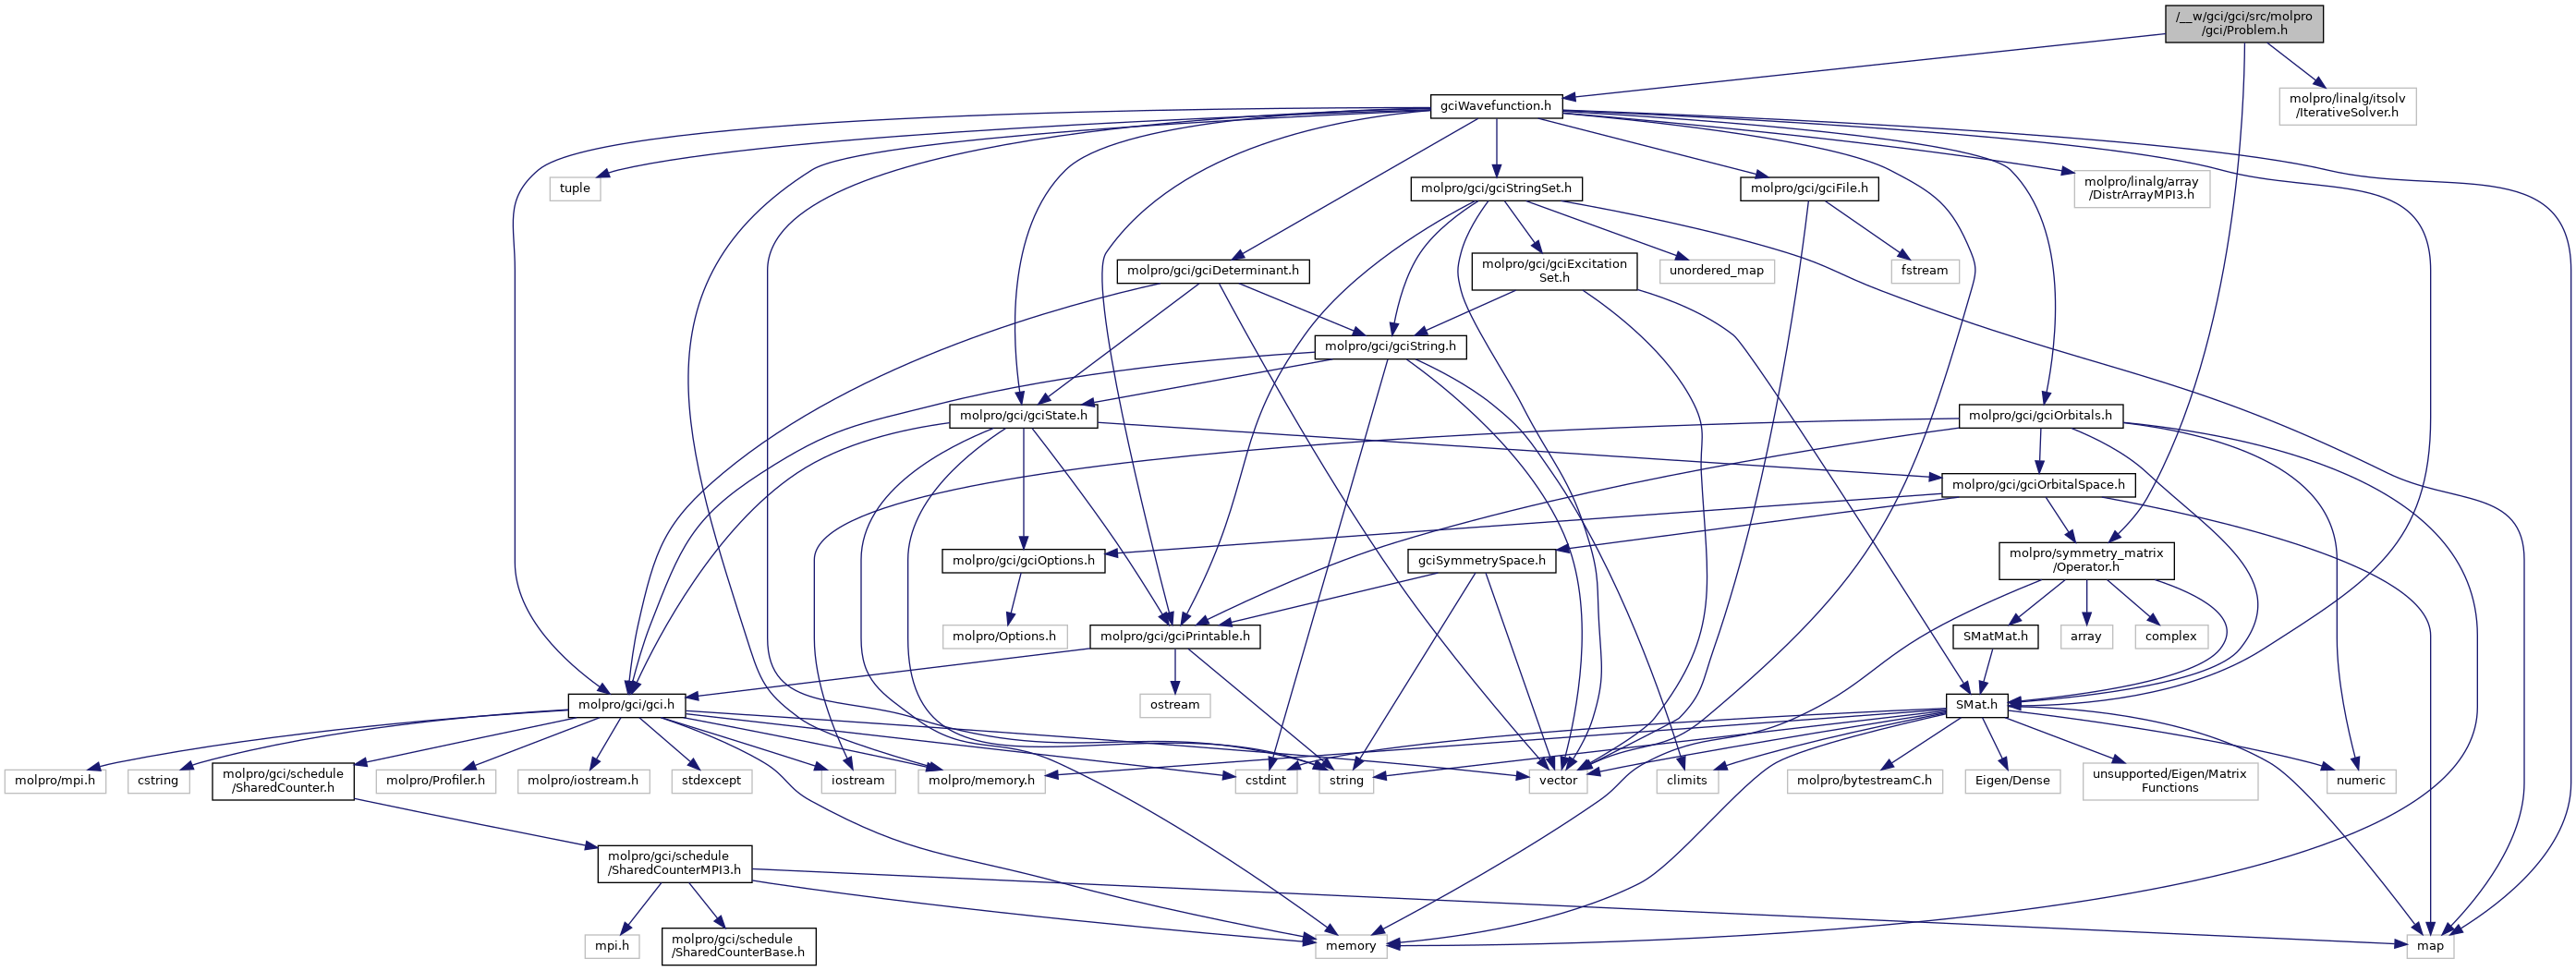 /__w/gci/gci/src/molpro
/gci/Problem.h
gciWavefunction.h
molpro/linalg/itsolv
/IterativeSolver.h
tuple
molpro/gci/gciStringSet.h
molpro/gci/gciFile.h
molpro/linalg/array
/DistrArrayMPI3.h
molpro/gci/gciDeterminant.h
molpro/gci/gciExcitation
Set.h
unordered_map
fstream
molpro/gci/gciString.h
molpro/gci/gciState.h
molpro/gci/gciOrbitals.h
molpro/gci/gciOrbitalSpace.h
molpro/gci/gciOptions.h
gciSymmetrySpace.h
molpro/symmetry_matrix
/Operator.h
molpro/Options.h
molpro/gci/gciPrintable.h
SMatMat.h
array
complex
molpro/gci/gci.h
ostream
SMat.h
molpro/mpi.h
cstring
molpro/gci/schedule
/SharedCounter.h
molpro/Profiler.h
molpro/iostream.h
stdexcept
iostream
molpro/memory.h
cstdint
string
vector
climits
molpro/bytestreamC.h
Eigen/Dense
unsupported/Eigen/Matrix
Functions
numeric
molpro/gci/schedule
/SharedCounterMPI3.h
mpi.h
molpro/gci/schedule
/SharedCounterBase.h
memory
map